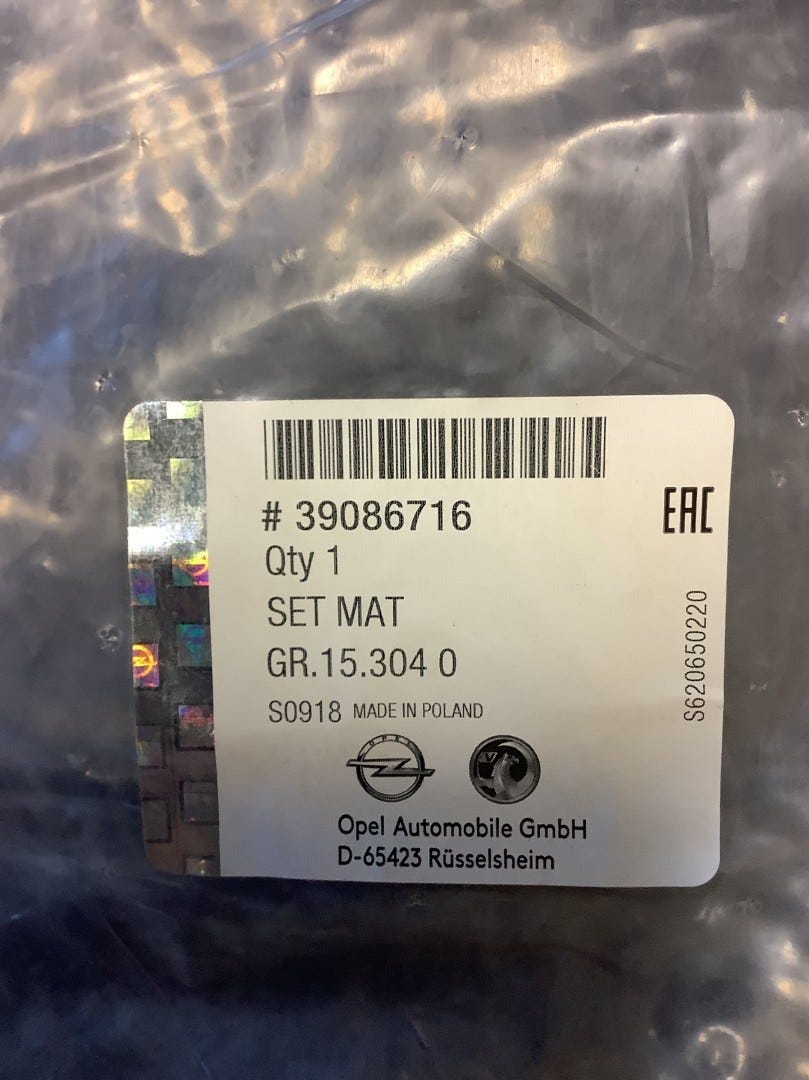 # 39086716
EAC
Qty 1
SET MAT
GR.15.304 0
S0918 MADE IN POLAND
S620650220
OPEL
V
Opel Automobile GmbH
D-65423 Rüsselsheim